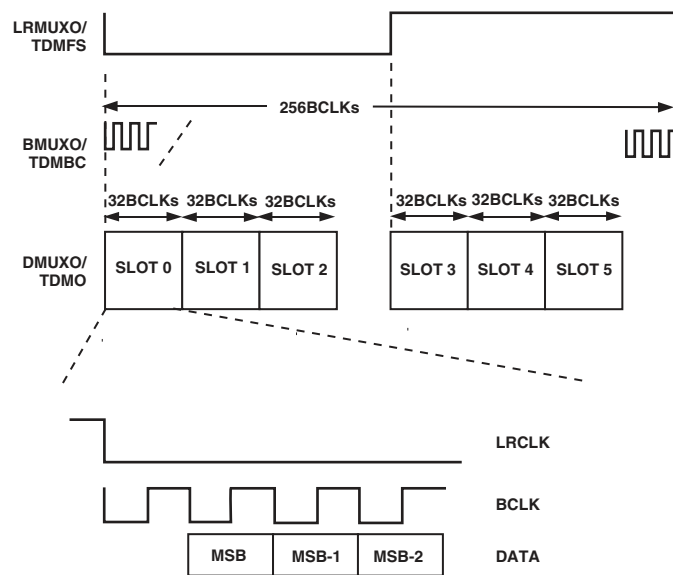 LRMUXO/
TDMFS
256BCLKs
BMUXO/
TDMBC
32BCLKs 32BCLKs 32BCLKs 32BCLKs 32BCLKs 32BCLKs
DMUXO/
TDMO
SLOT 0 SLOT 1 SLOT 2 SLOT 3 SLOT 4 SLOT 5
LRCLK
BCLK
MSB MSB-1 MSB-2 DATA